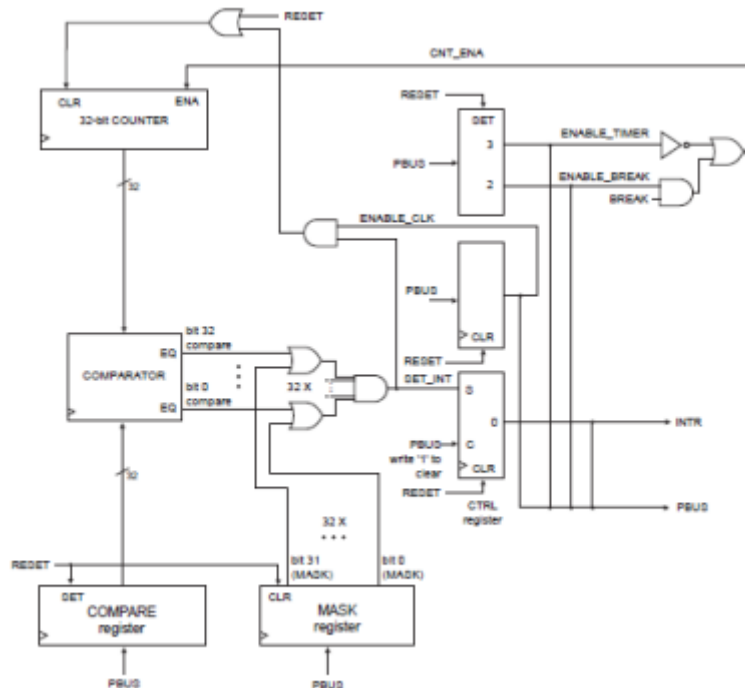 RESET
CNT_ENA
CLR
ENA
32-bit COUNTER
RESET
SET
3
ENABLE_TIMER
PBUS
2
ENABLE_BREAK
BREAK
32
ENABLE_CLK
PBUS
CLR
RESET
bit 32
compare
EQ
COMPARATOR
32 X
bit 0
compare
EQ
SET_INT
S
0
INTR
PBUS
write "1" to
clear
C
CLR
RESET
CTRL
register
PBUS
32
32 X
bit 31
(MASK)
bit 0
(MASK)
RESET
SET
COMPARE
register
CLR
MASK
register
PBUS
PBUS